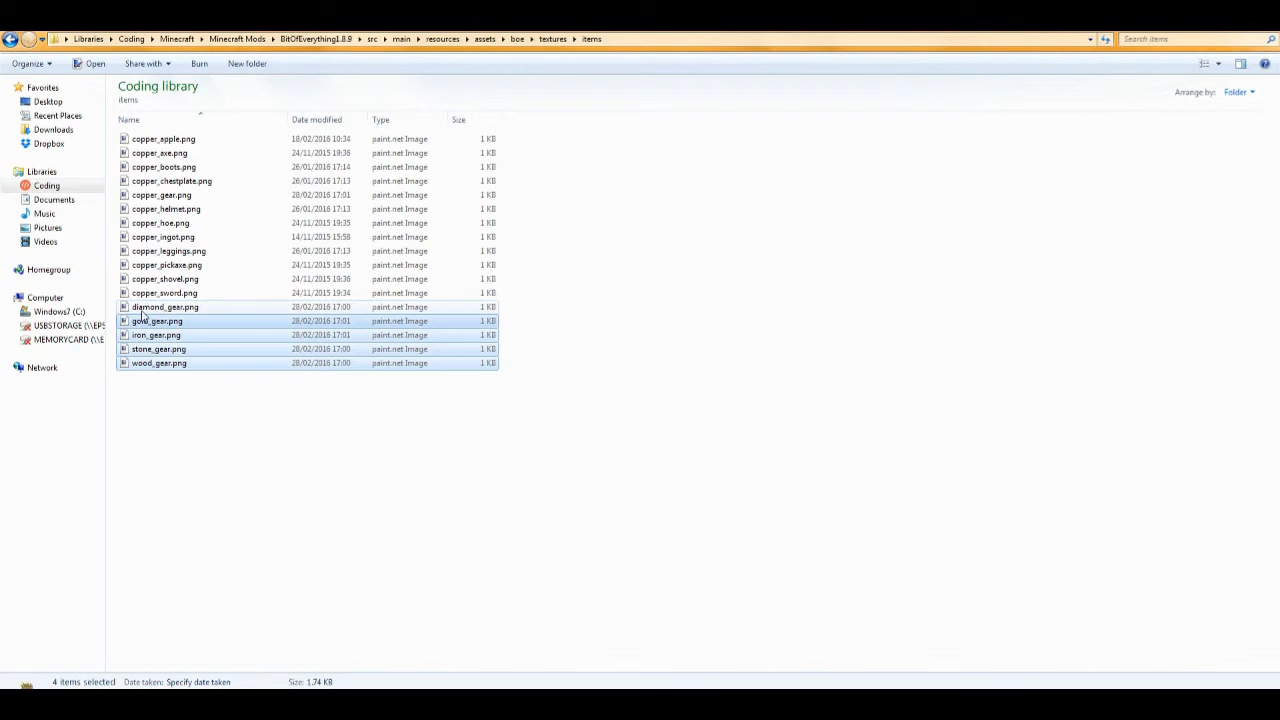 Libraries Coding Minecraft Minecraft Mods BitOfEverything1.8.9 src main resources assets boe textures items Search items
Organize Open Share with Burn New folder
Favorites
Desktop
Recent Places
Downloads
Dropbox
Libraries
Coding
Documents
Music
Pictures
Videos
Homegroup
Computer
Windows7 (C:)
USBSTORAGE (\\EPS
MEMORYCARD (\\E
Network
Coding library
items
Arrange by: Folder
Name Date modified Type Size
copper_apple.png 18/02/2016 10:34 paint.net Image 1 KB
copper_axe.png 24/11/2015 19:36 paint.net Image 1 KB
copper_boots.png 26/01/2016 17:14 paint.net Image 1 KB
copper_chestplate.png 26/01/2016 17:13 paint.net Image 1 KB
copper_gear.png 28/02/2016 17:01 paint.net Image 1 KB
copper_helmet.png 26/01/2016 17:13 paint.net Image 1 KB
copper_hoe.png 24/11/2015 19:35 paint.net Image 1 KB
copper_ingot.png 14/11/2015 15:58 paint.net Image 1 KB
copper_leggings.png 26/01/2016 17:13 paint.net Image 1 KB
copper_pickaxe.png 24/11/2015 19:35 paint.net Image 1 KB
copper_shovel.png 24/11/2015 19:36 paint.net Image 1 KB
copper_sword.png 24/11/2015 19:34 paint.net Image 1 KB
diamond_gear.png 28/02/2016 17:00 paint.net Image 1 KB
gold_gear.png 28/02/2016 17:01 paint.net Image 1 KB
iron_gear.png 28/02/2016 17:01 paint.net Image 1 KB
stone_gear.png 28/02/2016 17:00 paint.net Image 1 KB
wood_gear.png 28/02/2016 17:00 paint.net Image 1 KB
4 items selected Date taken: Specify date taken Size: 1.74 KB